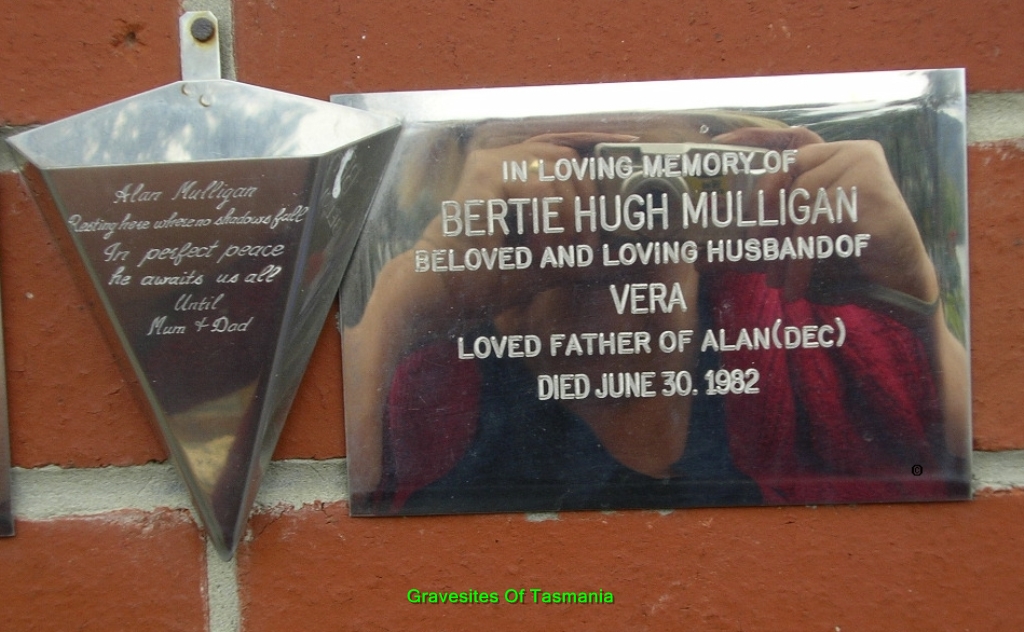 Alan Mulligan
Resting here where no shadows fall
In perfect peace
he awaits us all
Until
Mum + Dad
IN LOVING MEMORY OF
BERTIE HUGH MULLIGAN
BELOVED AND LOVING HUSBANDOF
VERA
LOVED FATHER OF ALAN(DEC)
DIED JUNE 30. 1982
Gravesites Of Tasmania